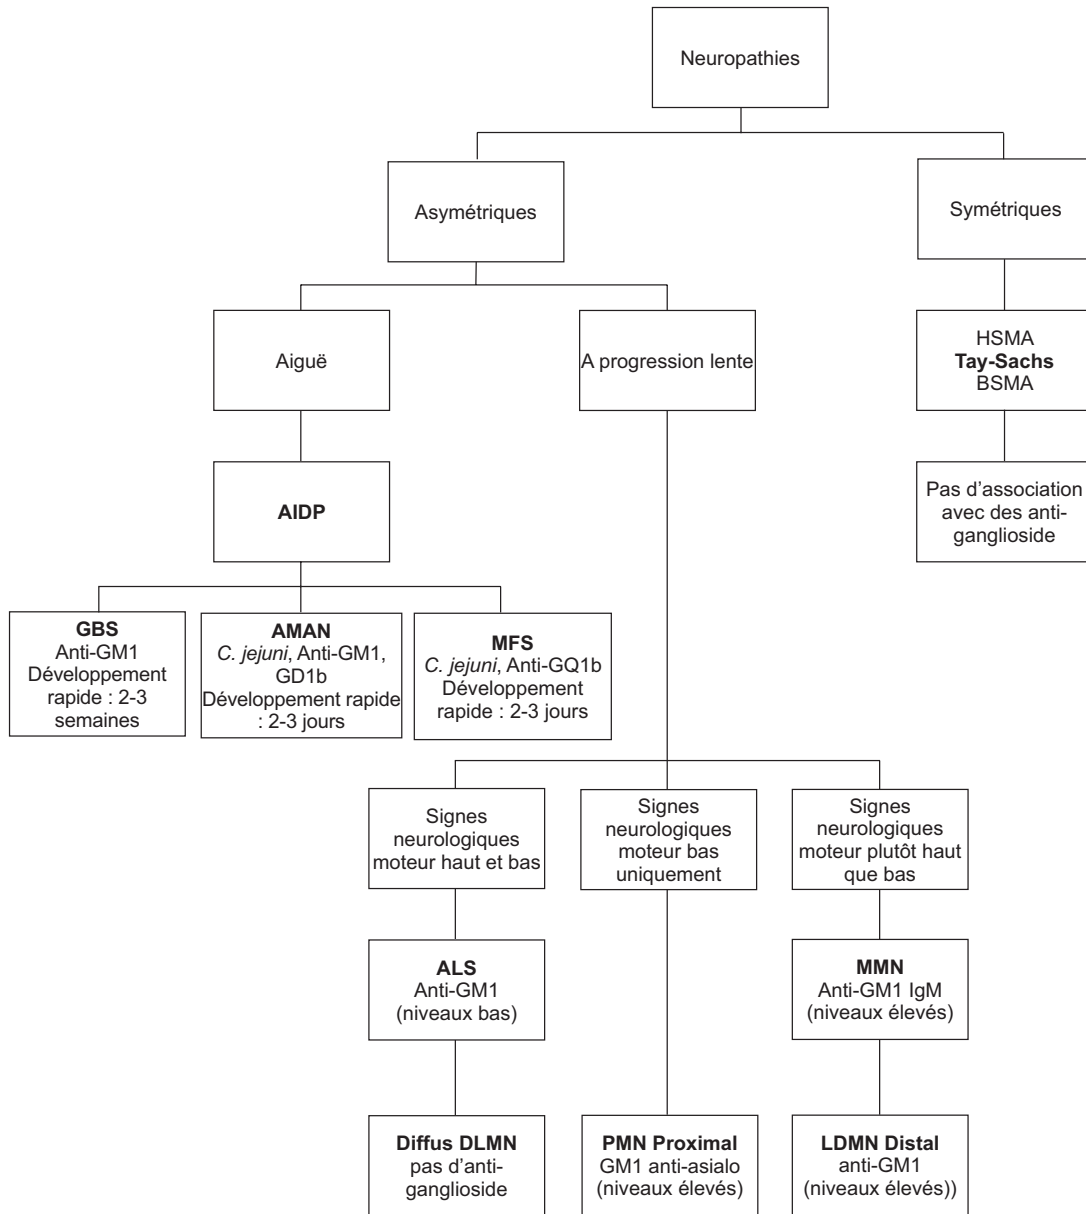 Neuropathies
Asymétriques
Symétriques
Aiguë
A progression lente
HSMA
Tay-Sachs
BSMA
AIDP
Pas d'association
avec des anti-
ganglioside
GBS
Anti-GM1
Développement
rapide : 2-3
semaines
AMAN
C. jejuni, Anti-GM1,
GD1b
Développement rapide
: 2-3 jours
MFS
C. jejuni, Anti-GQ1b
Développement
rapide : 2-3 jours
Signes
neurologiques
moteur haut et bas
Signes
neurologiques
moteur bas
uniquement
Signes
neurologiques
moteur plutôt haut
que bas
ALS
Anti-GM1
(niveaux bas)
MMN
Anti-GM1 IgM
(niveaux élevés)
Diffus DLMN
pas d'anti-
ganglioside
PMN Proximal
GM1 anti-asialo
(niveaux élevés)
LDMN Distal
anti-GM1
(niveaux élevés))